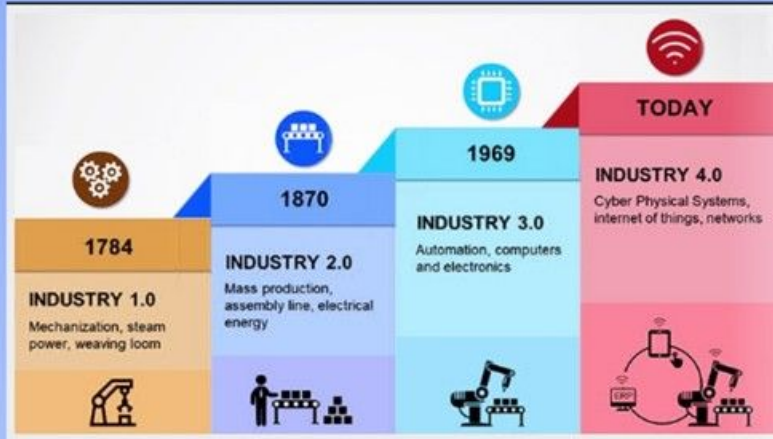 1784
INDUSTRY 1.0
Mechanization, steam
power, weaving loom
1870
INDUSTRY 2.0
Mass production,
assembly line, electrical
energy
1969
INDUSTRY 3.0
Automation, computers
and electronics
TODAY
INDUSTRY 4.0
Cyber Physical Systems,
internet of things, networks
ERP